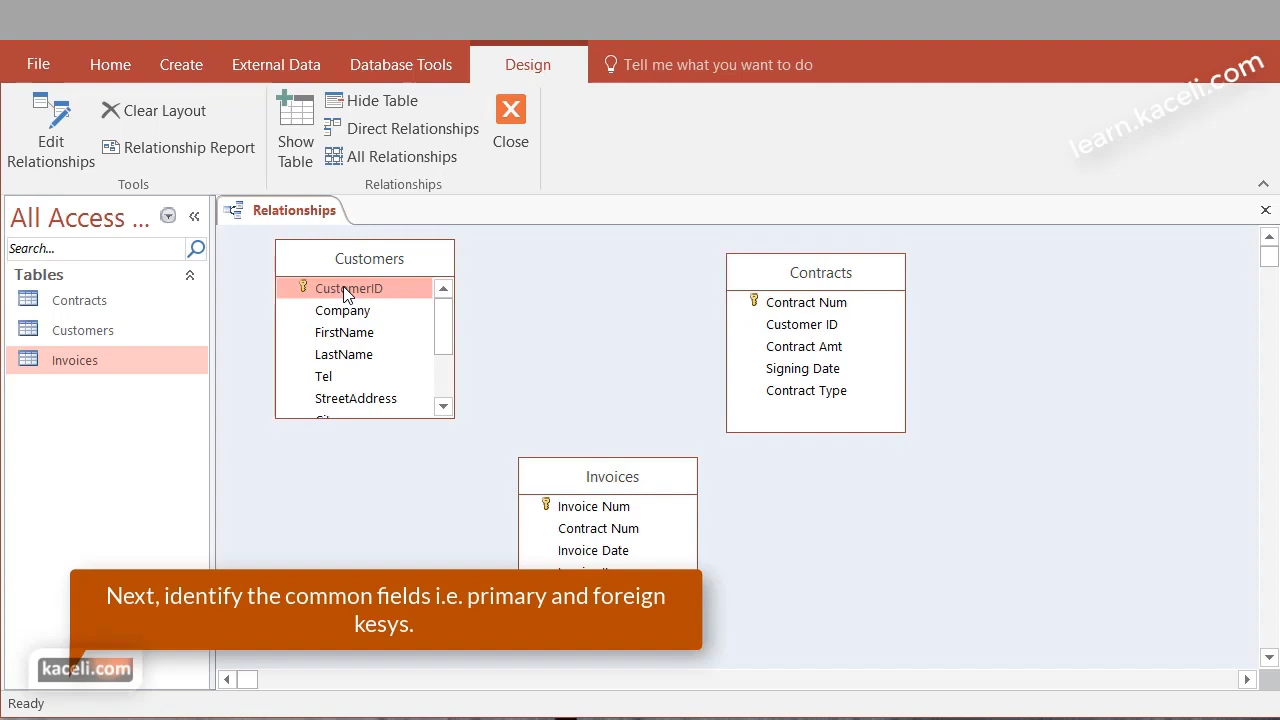 File Home Create External Data Database Tools Design Tell me what you want to do
learn.kaceli.com
Edit Relationships
Clear Layout
Relationship Report
Tools
Show Table
Hide Table
Direct Relationships
All Relationships
Relationships
Close
All Access ...
Search...
Tables
Contracts
Customers
Invoices
Relationships
Customers
CustomerID
Company
FirstName
LastName
Tel
StreetAddress
Contracts
Contract Num
Customer ID
Contract Amt
Signing Date
Contract Type
Invoices
Invoice Num
Contract Num
Invoice Date
Next, identify the common fields i.e. primary and foreign
kesys.
kaceli.com
Ready